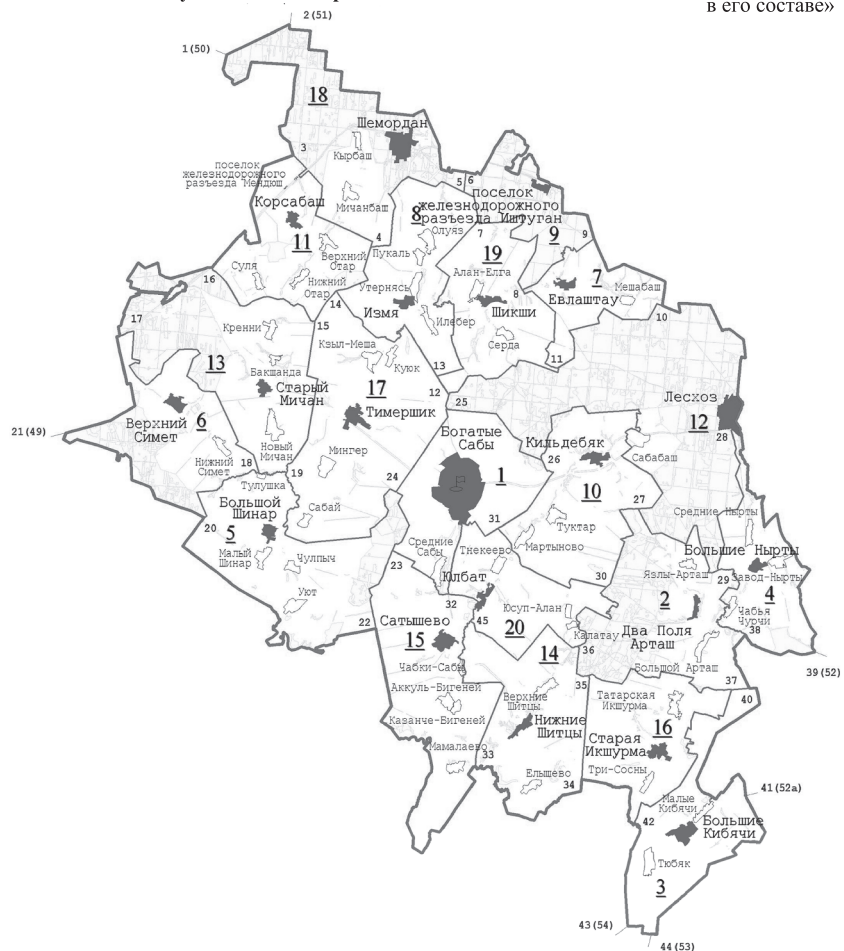 в его составе»
2 (51)
1 (50)
18
Шемордан
Кырбаш
3
поселок
железнодорожного
разъезда Мендюш
Мичанбаш
Корсабаш
11
Верхний
Отар
Суля
Нижний
Отар
16
4
5
6
поселок
железнодорожного
разъезда Иштуган
8
Олуяз
Пукаль
Утернясь
Измя
Илебер
7
19
Алан-Елга
8
Шикши
Серда
9
9
7
Евлаштау
Мешабаш
10
11
14
15
17
Кренни
13
Бакшанда
Старый
Мичан
Новый
Мичан
6
Верхний
Симет
Нижний
Симет
21 (49)
18
Кзыл-Меша
Куюк
17
Тимершик
Мингер
Сабай
13
12
25
19
24
Лесхоз
12
28
Богатые
Сабы
1
31
Кильдебяк
26
10
Сабабаш
27
Туктар
Мартыново
Тулушка
Большой
Шинар
20
5
Малый
Шинар
Чулпыч
Уют
22
23
Средние
Сабы
Тнекеево
Юлбат
32
45
Юсуп-Алан
20
30
Средние Нырты
Большие Нырты
Язлы-Арташ
29
Завод-Нырты
4
2
Чабья
Чурчи
38
Два Поля
Арташ
Калатау
36
Большой Арташ
37
39 (52)
40
Сатышево
15
Чабки-Сабы
Аккуль-Бигеней
Казанче-Бигеней
Мамалаево
14
35
Верхние
Шитцы
Нижние
Шитцы
33
Елышево
34
Татарская
Икшурма
16
Старая
Икшурма
Три-Сосны
41 (52а)
Малые
Кибячи
42
Большие
Кибячи
Тюбяк
3
43 (54)
44 (53)